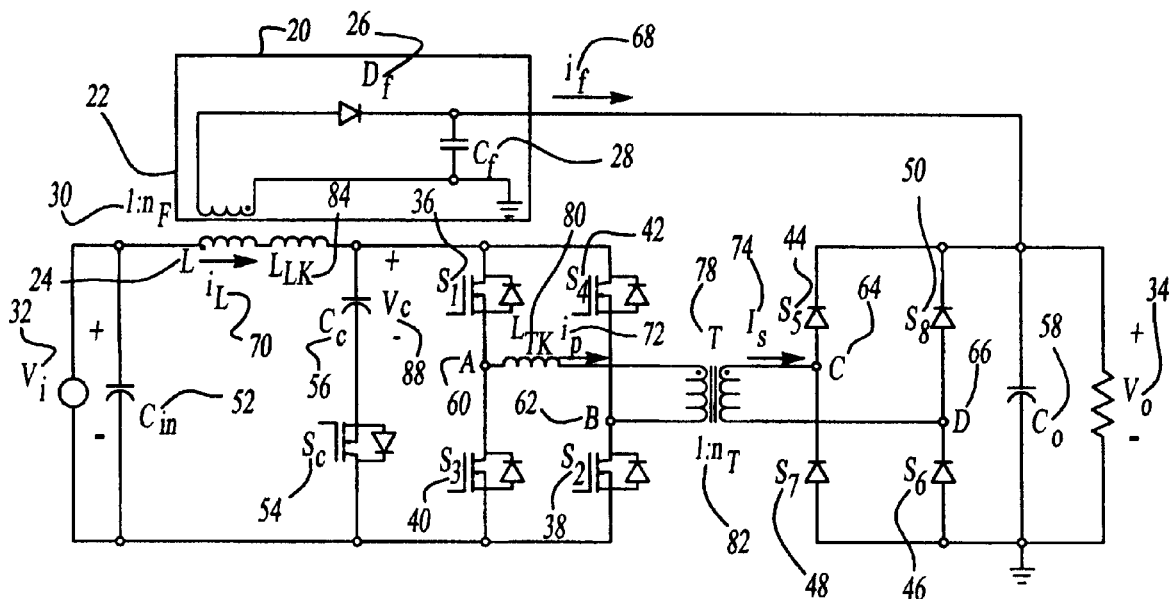 20
26
68
D_f
i_f
22
C_f
28
50
30
1:n_F
84
36
80
42
74
44
78
24
L
L_LK
+
S_1
S_4
64
32
i_L
C_c
V_c
-
L_TK
i_p
72
T
I_s
S_5
S_8
34
+
70
56
88
A
C
66
58
+
V_i
C_in
52
60
62
B
D
C_o
V_o
-
-
S_c
S_3
S_2
1:n_T
S_7
S_6
54
40
38
82
48
46